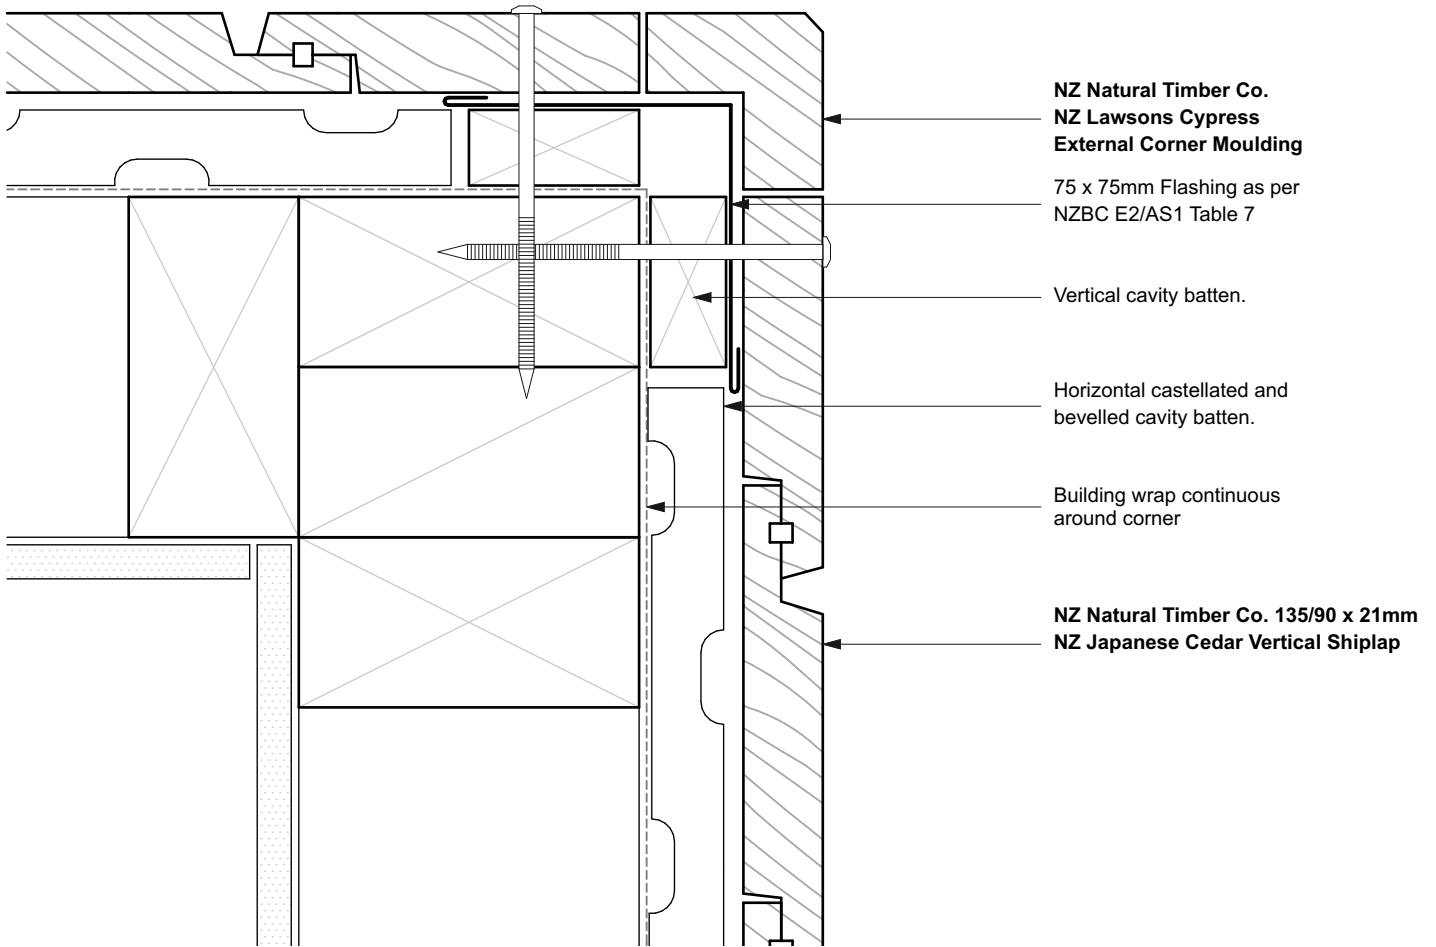 NZ Natural Timber Co.
NZ Lawsons Cypress
External Corner Moulding
75 x 75mm Flashing as per
NZBC E2/AS1 Table 7
Vertical cavity batten.
Horizontal castellated and
bevelled cavity batten.
Building wrap continuous
around corner
NZ Natural Timber Co. 135/90 x 21mm
NZ Japanese Cedar Vertical Shiplap